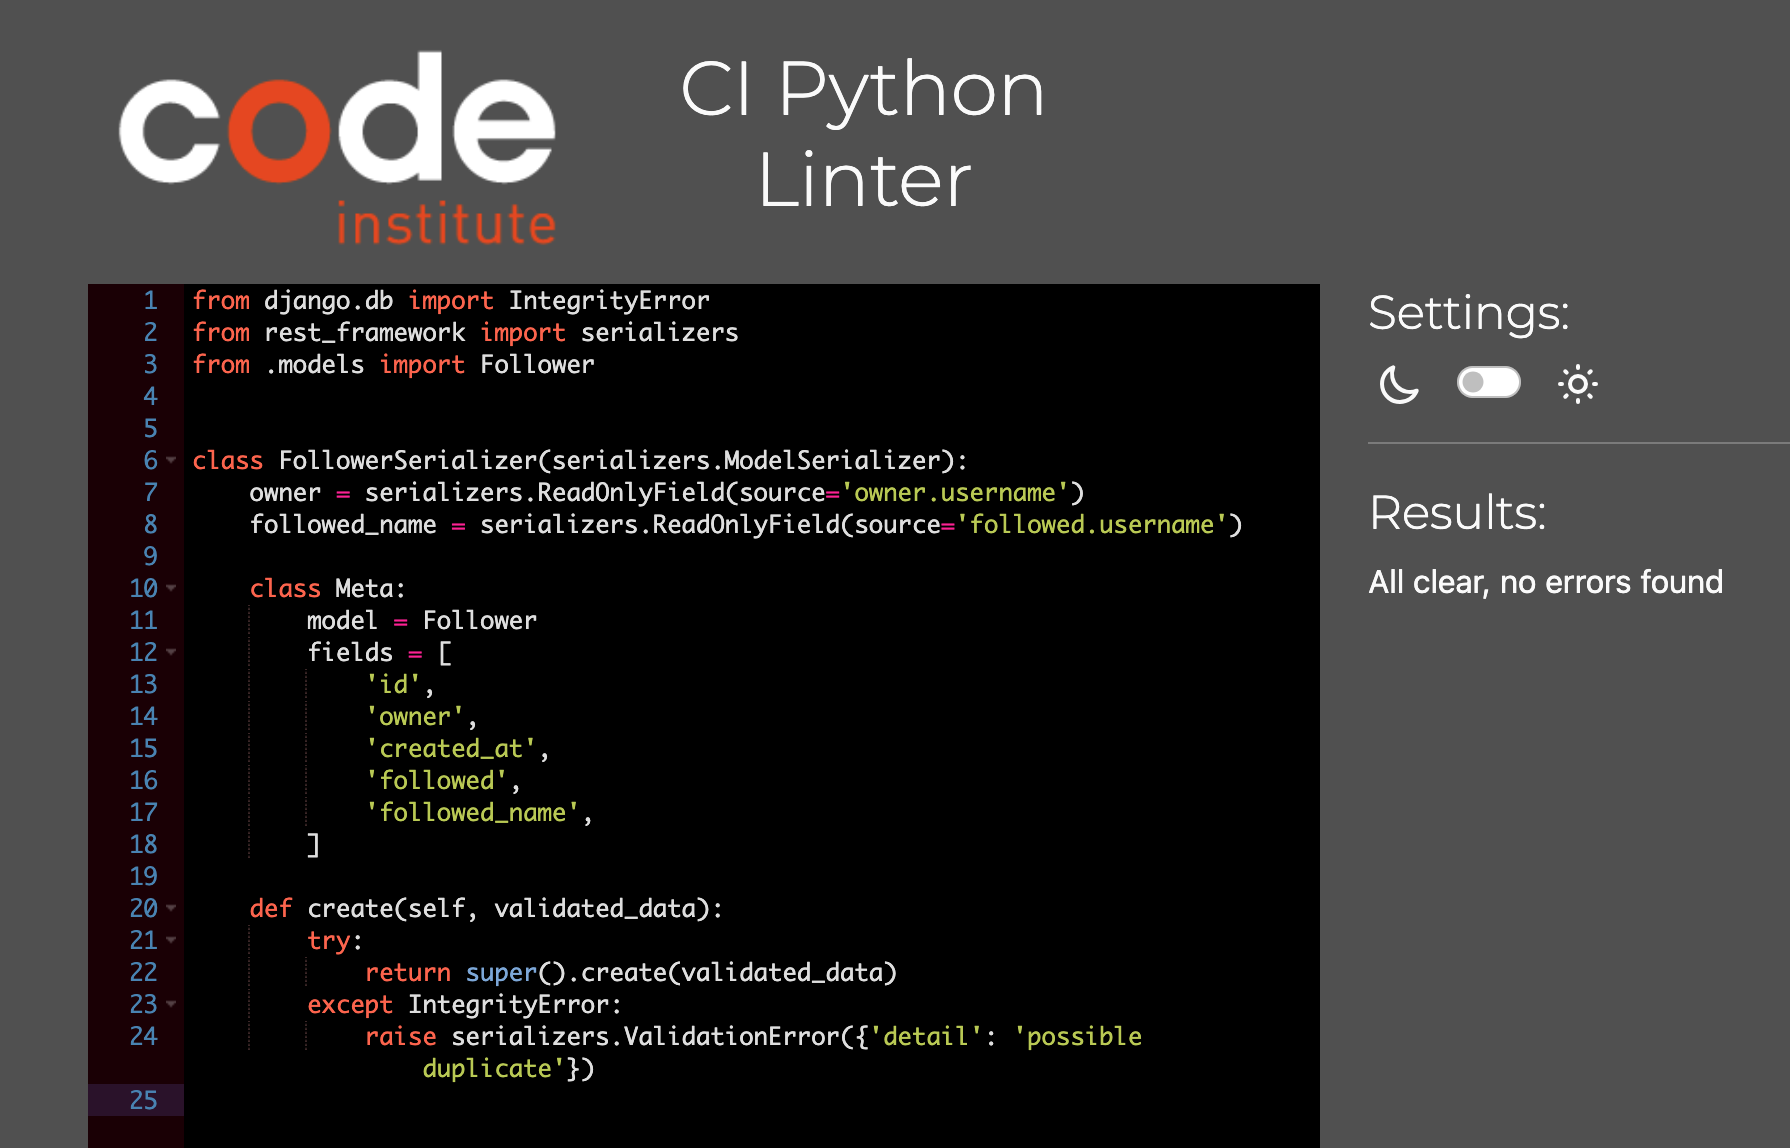 code
institute
CI Python
Linter
1 from django.db import IntegrityError
2 from rest_framework import serializers
3 from .models import Follower
4
5
6 class FollowerSerializer(serializers.ModelSerializer):
7     owner = serializers.ReadOnlyField(source='owner.username')
8     followed_name = serializers.ReadOnlyField(source='followed.username')
9
10     class Meta:
11         model = Follower
12         fields = [
13             'id',
14             'owner',
15             'created_at',
16             'followed',
17             'followed_name',
18         ]
19
20     def create(self, validated_data):
21         try:
22             return super().create(validated_data)
23         except IntegrityError:
24             raise serializers.ValidationError({'detail': 'possible
duplicate'})
25
Settings:
Results:
All clear, no errors found